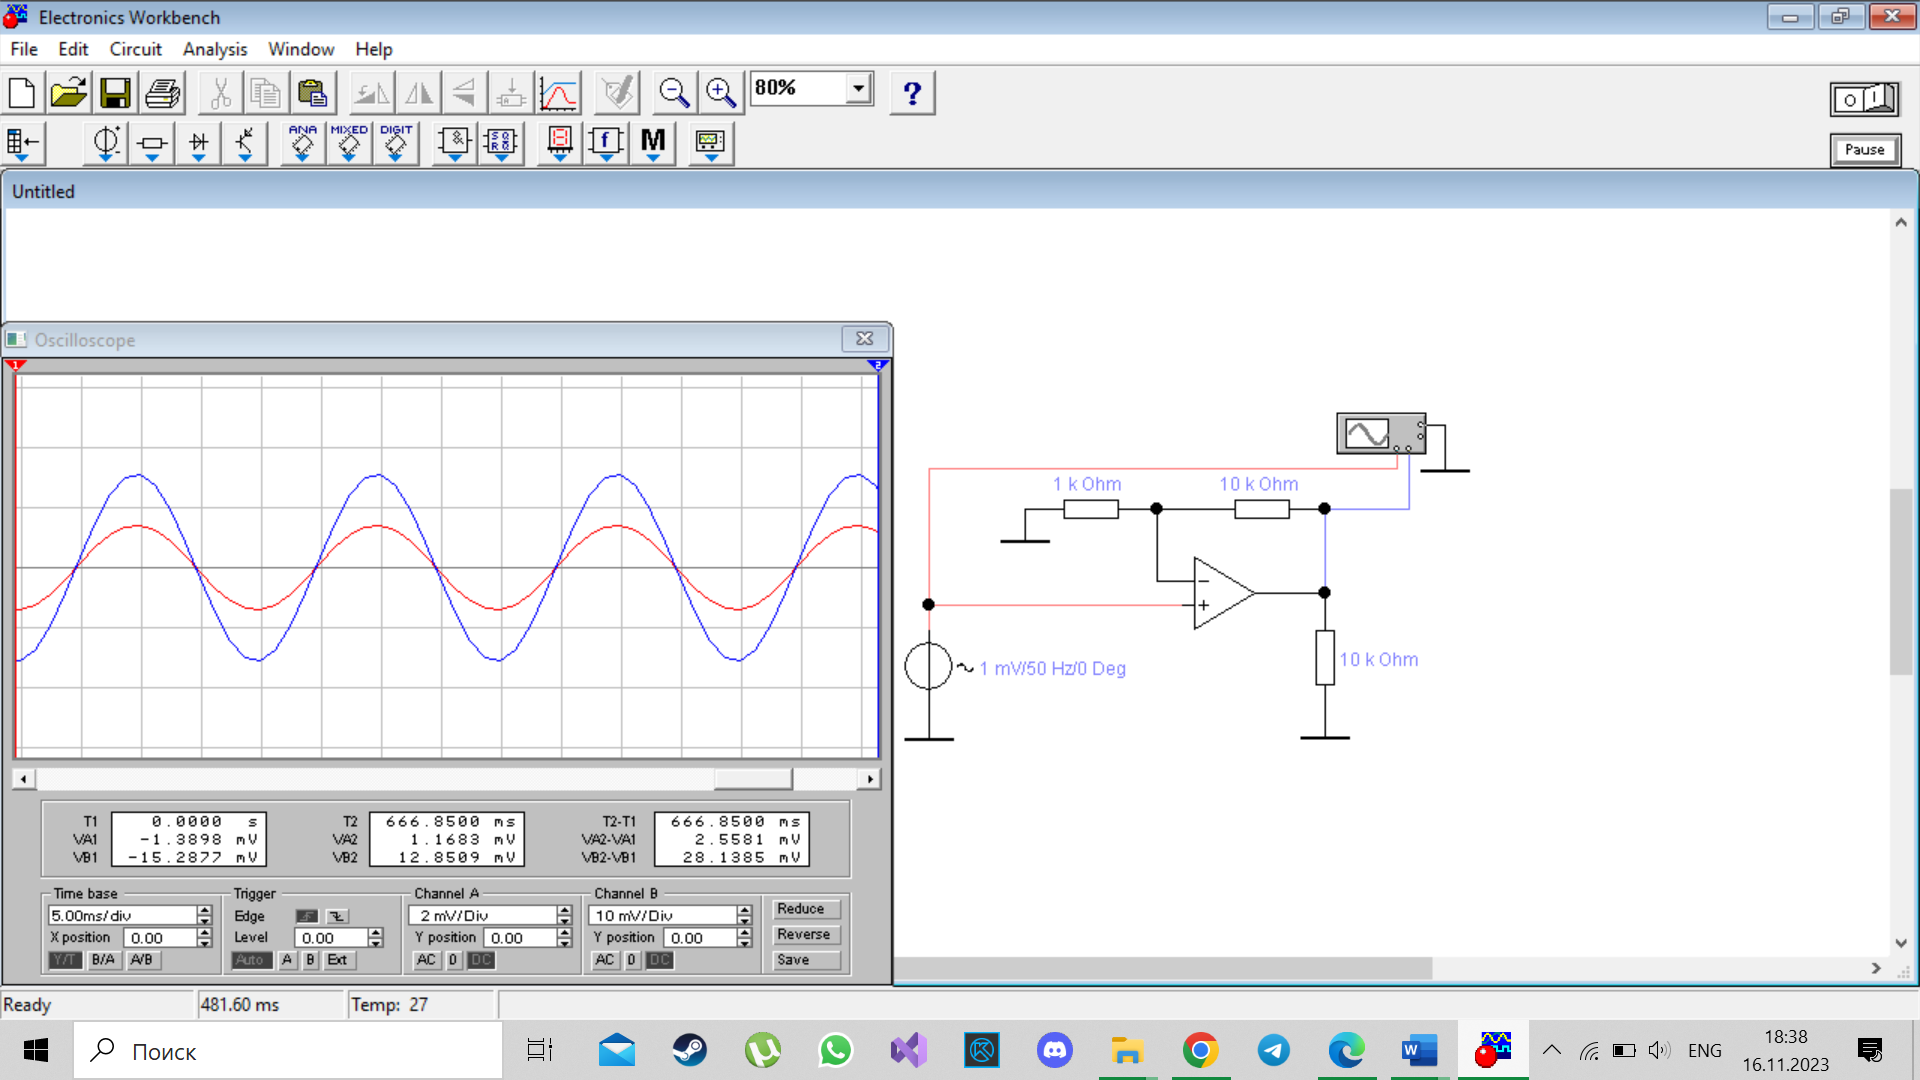 Electronics Workbench
File Edit Circuit Analysis Window Help
80% ?
ANA MIXED DIGIT f M
Pause
Untitled
Oscilloscope
1 2
1 k Ohm 10 k Ohm
1 mV/50 Hz/0 Deg
10 k Ohm
T1 0.0000 s T2 666.8500 ms T2-T1 666.8500 ms
VA1 -1.3898 mV VA2 1.1683 mV VA2-VA1 2.5581 mV
VB1 -15.2877 mV VB2 12.8509 mV VB2-VB1 28.1385 mV
Time base Trigger Channel A Channel B
5.00ms/div Edge 2 mV/Div 10 mV/Div Reduce
X position 0.00 Level 0.00 Y position 0.00 Y position 0.00 Reverse
Y/T B/A A/B Auto A B Ext AC 0 DC AC 0 DC Save
Ready 481.60 ms Temp: 27
Поиск ENG 18:38
16.11.2023